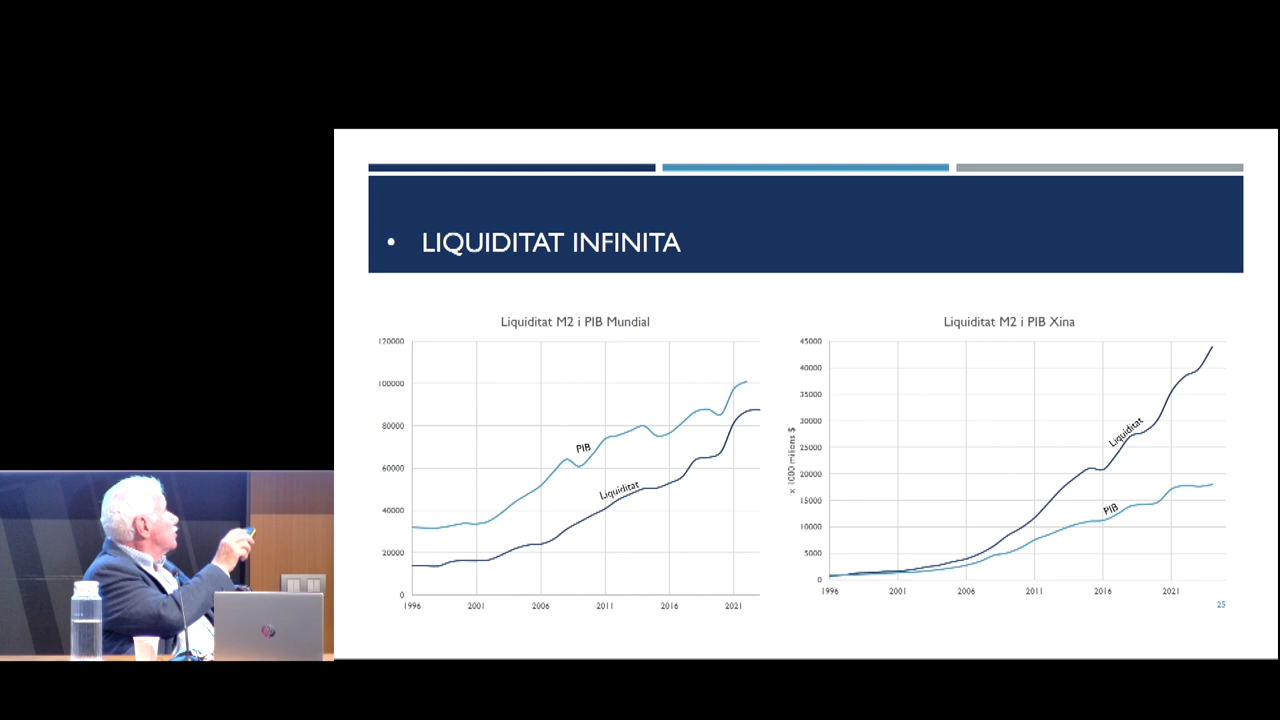 • LIQUIDITAT INFINITA
Liquiditat M2 i PIB Mundial
120000
100000
80000
60000
40000
20000
0
1996 2001 2006 2011 2016 2021
PIB
Liquiditat
Liquiditat M2 i PIB Xina
x 1000 milions $
45000
40000
35000
30000
25000
20000
15000
10000
5000
0
1996 2001 2006 2011 2016 2021
Liquiditat
PIB
25
hp